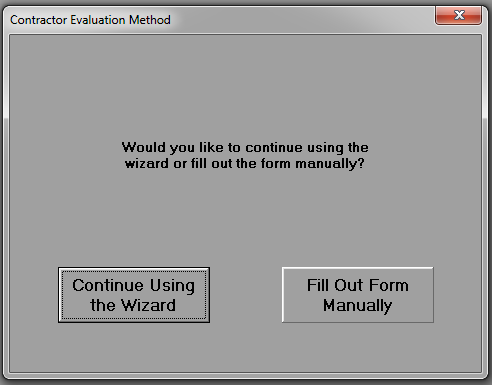 Contractor Evaluation Method
Would you like to continue using the
wizard or fill out the form manually?
Continue Using
the Wizard
Fill Out Form
Manually